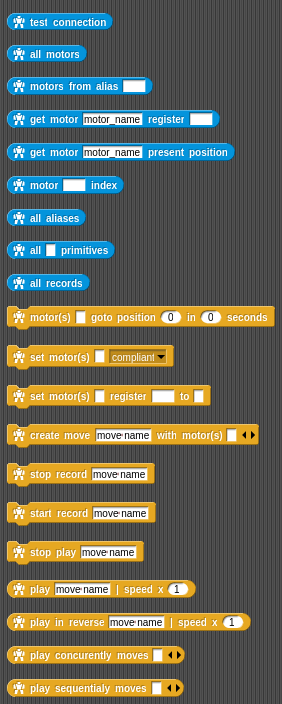 test connection
all motors
motors from alias
get motor motor_name register
get motor motor_name present position
motor index
all aliases
all primitives
all records
motor(s) goto position 0 in 0 seconds
set motor(s) compliant
set motor(s) register to
create move move·name with motor(s)
stop record move·name
start record move·name
stop play move·name
play move·name | speed x 1
play in reverse move·name | speed x 1
play concurently moves
play sequentialy moves